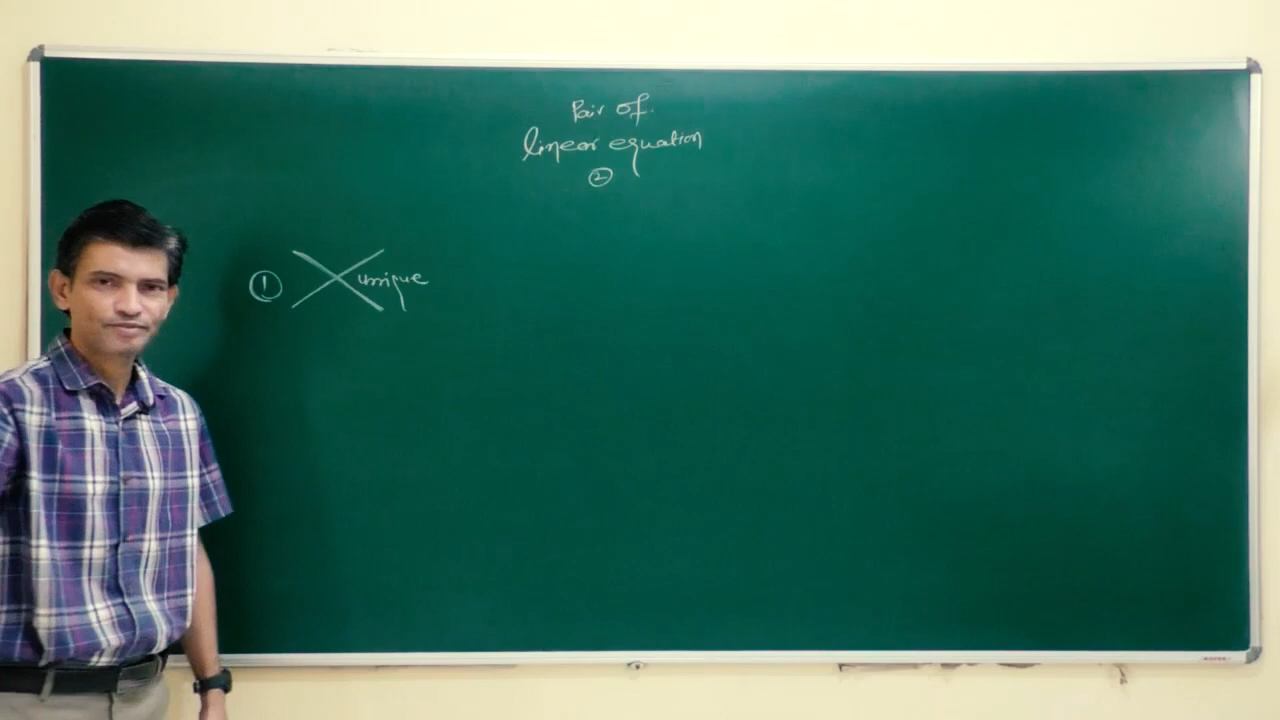 Pair of
linear equation
②
① unique